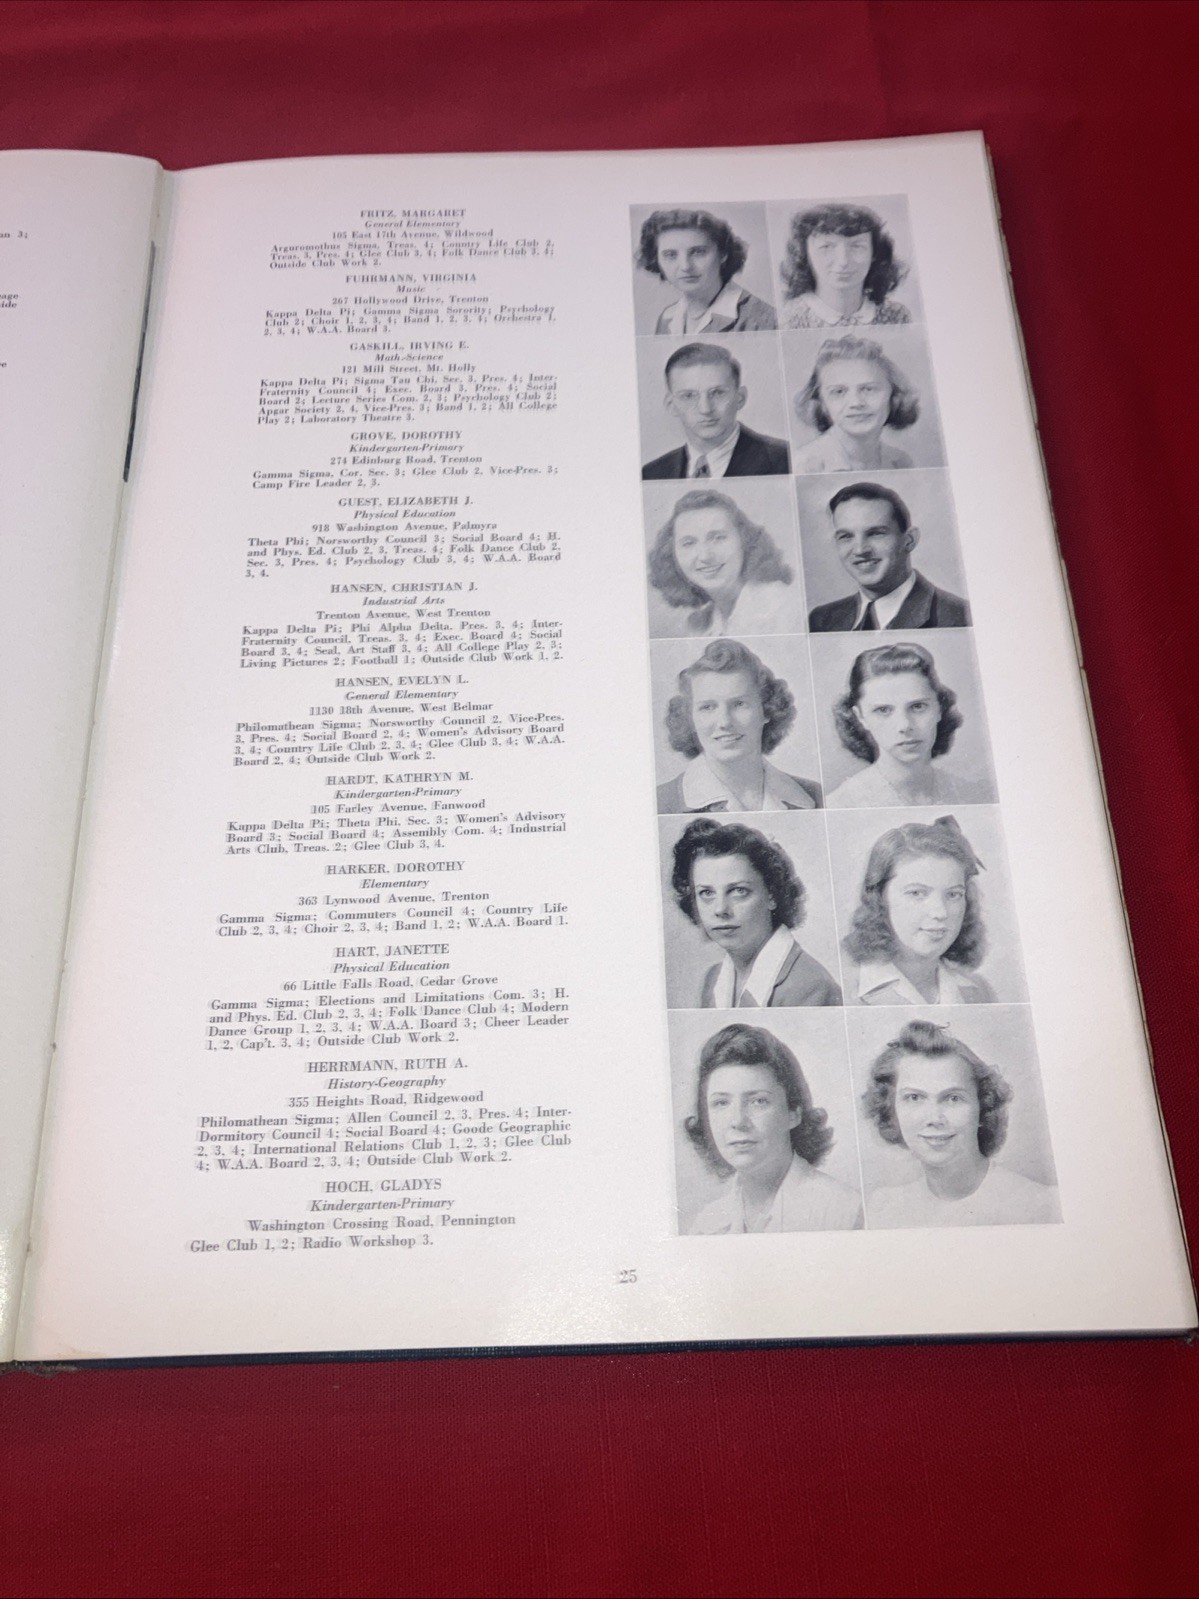 an 3;
uage
side
ve
FRITZ, MARGARET
General Elementary
105 East 17th Avenue, Wildwood
Arguromuthus Sigma, Treas. 4; Country Life Club 2,
Treas. 3, Pres. 4; Glee Club 3, 4; Folk Dance Club 3, 4;
Outside Club Work 2.
FUHRMANN, VIRGINIA
Music
267 Hollywood Drive, Trenton
Kappa Delta Pi; Gamma Sigma Sorority; Psychology
Club 2; Choir 1, 2, 3, 4; Band 1, 2, 3, 4; Orchestra 1,
2, 3, 4; W.A.A. Board 3.
GASKILL, IRVING E.
Math-Science
121 Mill Street, Mt. Holly
Kappa Delta Pi; Sigma Tau Chi, Sec. 3, Pres. 4; Inter-
Fraternity Council 4; Exec. Board 3, Pres. 4; Social
Board 2; Lecture Series Com. 2, 3; Psychology Club 2;
Apgar Society 2, 4, Vice-Pres. 3; Band 1, 2; All College
Play 2; Laboratory Theatre 3.
GROVE, DOROTHY
Kindergarten-Primary
274 Edinburg Road, Trenton
Gamma Sigma, Cor. Sec. 3; Glee Club 2, Vice-Pres. 3;
Camp Fire Leader 2, 3.
GUEST, ELIZABETH J.
Physical Education
918 Washington Avenue, Palmyra
Theta Phi; Norsworthy Council 3; Social Board 4; H.
and Phys. Ed. Club 2, 3, Treas. 4; Folk Dance Club 2,
Sec. 3, Pres. 4; Psychology Club 3, 4; W.A.A. Board
3, 4.
HANSEN, CHRISTIAN J.
Industrial Arts
Trenton Avenue, West Trenton
Kappa Delta Pi; Phi Alpha Delta, Pres. 3, 4; Inter-
Fraternity Council, Treas. 3, 4; Exec. Board 4; Social
Board 3, 4; Seal, Art Staff 3, 4; All College Play 2, 3;
Living Pictures 2; Football 1; Outside Club Work 1, 2.
HANSEN, EVELYN L.
General Elementary
1130 18th Avenue, West Belmar
Philomathean Sigma; Norsworthy Council 2, Vice-Pres.
3, Pres. 4; Social Board 2, 4; Women's Advisory Board
3, 4; Country Life Club 2, 3, 4; Glee Club 3, 4; W.A.A.
Board 2, 4; Outside Club Work 2.
HARDT, KATHRYN M.
Kindergarten-Primary
105 Farley Avenue, Fanwood
Kappa Delta Pi; Theta Phi, Sec. 3; Women's Advisory
Board 3; Social Board 4; Assembly Com. 4; Industrial
Arts Club, Treas. 2; Glee Club 3, 4.
HARKER, DOROTHY
Elementary
363 Lynwood Avenue, Trenton
Gamma Sigma; Commuters Council 4; Country Life
Club 2, 3, 4; Choir 2, 3, 4; Band 1, 2; W.A.A. Board 1.
HART, JANETTE
Physical Education
66 Little Falls Road, Cedar Grove
Gamma Sigma; Elections and Limitations Com. 3; H.
and Phys. Ed. Club 2, 3, 4; Folk Dance Club 4; Modern
Dance Group 1, 2, 3, 4; W.A.A. Board 3; Cheer Leader
1, 2, Cap't. 3, 4; Outside Club Work 2.
HERRMANN, RUTH A.
History-Geography
355 Heights Road, Ridgewood
Philomathean Sigma; Allen Council 2, 3, Pres. 4; Inter-
Dormitory Council 4; Social Board 4; Goode Geographic
2, 3, 4; International Relations Club 1, 2, 3; Glee Club
4; W.A.A. Board 2, 3, 4; Outside Club Work 2.
HOCH, GLADYS
Kindergarten-Primary
Washington Crossing Road, Pennington
Glee Club 1, 2; Radio Workshop 3.
25